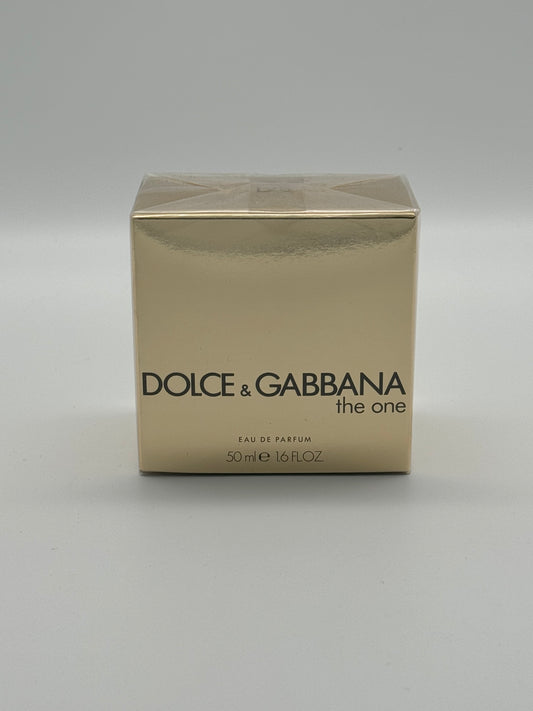 DOLCE & GABBANA
the one
EAU DE PARFUM
50 ml e 1.6 FL.OZ.